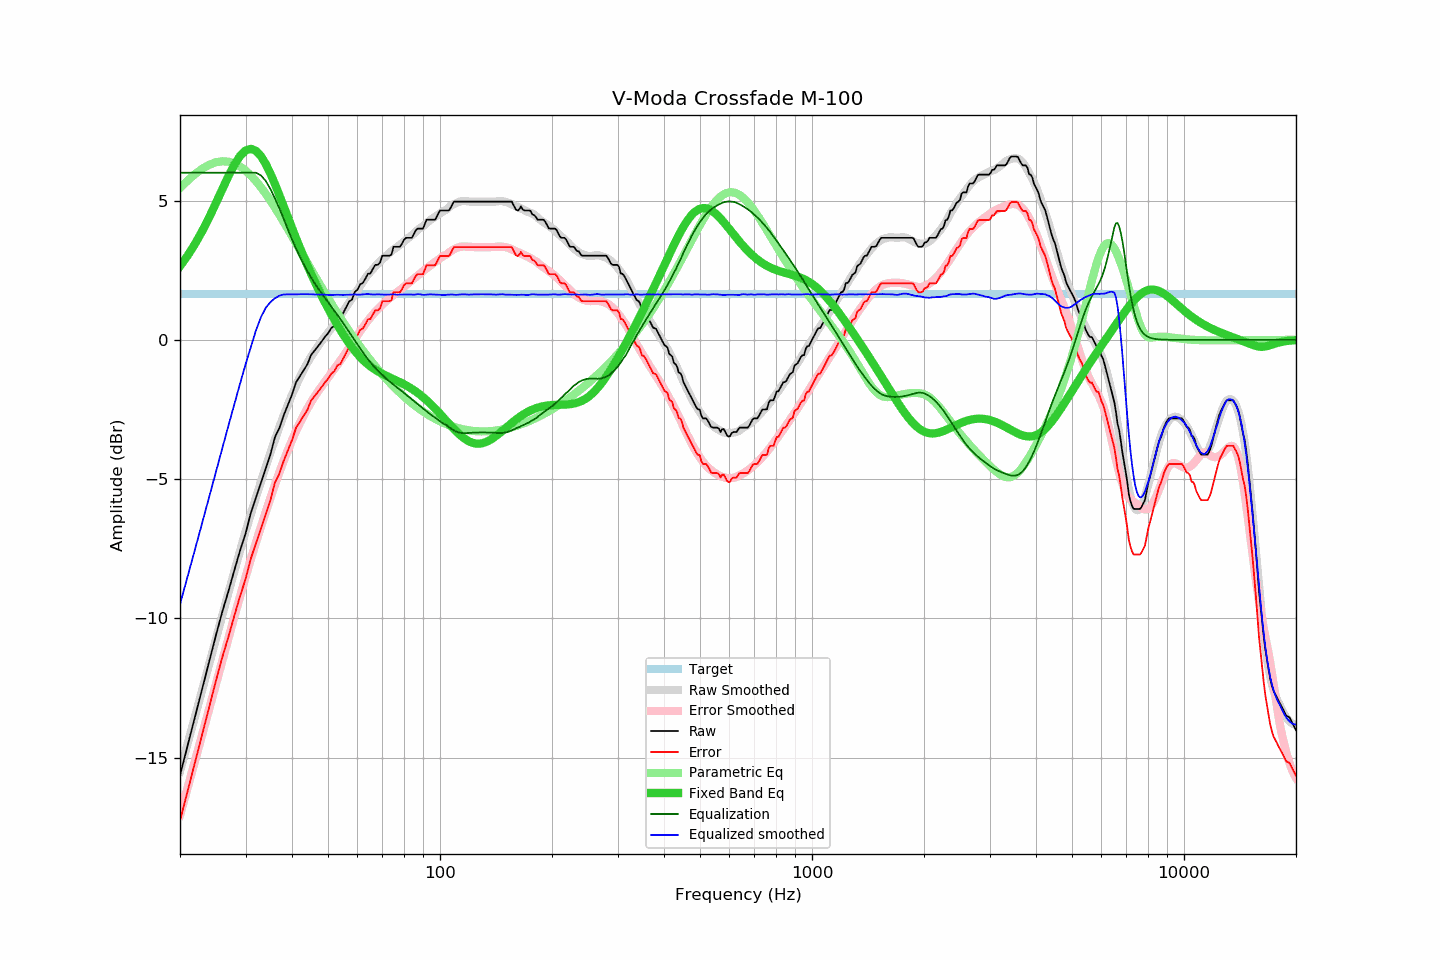 V-Moda Crossfade M-100
Amplitude (dBr)
5
0
−5
−10
−15
Target
Raw Smoothed
Error Smoothed
Raw
Error
Parametric Eq
Fixed Band Eq
Equalization
Equalized smoothed
100
1000
10000
Frequency (Hz)